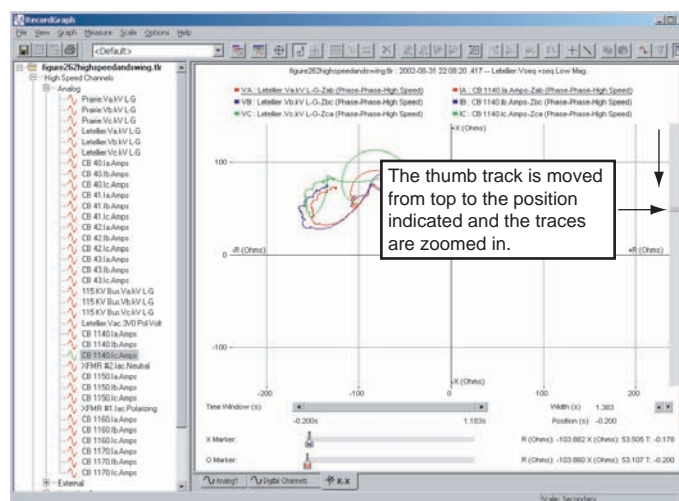 RecordGraph
File View Graph Measure Scale Options Help
<Default>
figure262highspeedandswing.tlr
High Speed Channels
Analog
Prairie.Va.kV L-G
Prairie.Vb.kV L-G
Prairie.Vc.kV L-G
Letellier.Va.kV L-G
Letellier.Vb.kV L-G
Letellier.Vc.kV L-G
CB 40.Ia.Amps
CB 40.Ib.Amps
CB 40.Ic.Amps
CB 41.Ia.Amps
CB 41.Ib.Amps
CB 41.Ic.Amps
CB 42.Ia.Amps
CB 42.Ib.Amps
CB 42.Ic.Amps
CB 43.Ia.Amps
CB 43.Ib.Amps
CB 43.Ic.Amps
115 KV Bus.Va.kV L-G
115 KV Bus.Vb.kV L-G
115 KV Bus.Vc.kV L-G
Letellier.Vac.3V0 Pol Volt
CB 1140.Ia.Amps
CB 1140.Ib.Amps
CB 1140.Ic.Amps
XFMR #2.Iac.Neutral
CB 1150.Ia.Amps
CB 1150.Ib.Amps
CB 1150.Ic.Amps
XFMR #1.Iac.Polarizing
CB 1160.Ia.Amps
CB 1160.Ib.Amps
CB 1160.Ic.Amps
CB 1170.Ia.Amps
CB 1170.Ib.Amps
CB 1170.Ic.Amps
External
figure262highspeedandswing.tlr : 2002-08-31 22:08:20 .417 -- Letellier:Vseq +seq Low Mag.
VA : Letellier.Va.kV L-G-Zab (Phase-Phase-High Speed)
IA : CB 1140.Ia.Amps-Zab (Phase-Phase-High Speed)
VB : Letellier.Vb.kV L-G-Zbc (Phase-Phase-High Speed)
IB : CB 1140.Ib.Amps-Zbc (Phase-Phase-High Speed)
VC : Letellier.Vc.kV L-G-Zca (Phase-Phase-High Speed)
IC : CB 1140.Ic.Amps-Zca (Phase-Phase-High Speed)
+X (Ohms)
100
The thumb track is moved
from top to the position
indicated and the traces
are zoomed in.
-R (Ohms)
+R (Ohms)
0
-100
-X (Ohms)
-200 -100 0 100 200
Time Window (s):
-0.200s
1.183s
Width (s) 1.383
Position (s) -0.200
X Marker:
R (Ohms): -103.882 X (Ohms): 53.505 T: -0.178
O Marker:
R (Ohms): -103.860 X (Ohms): 53.107 T: -0.200
Analog1 Digital Channels R-X
Scale: Secondary